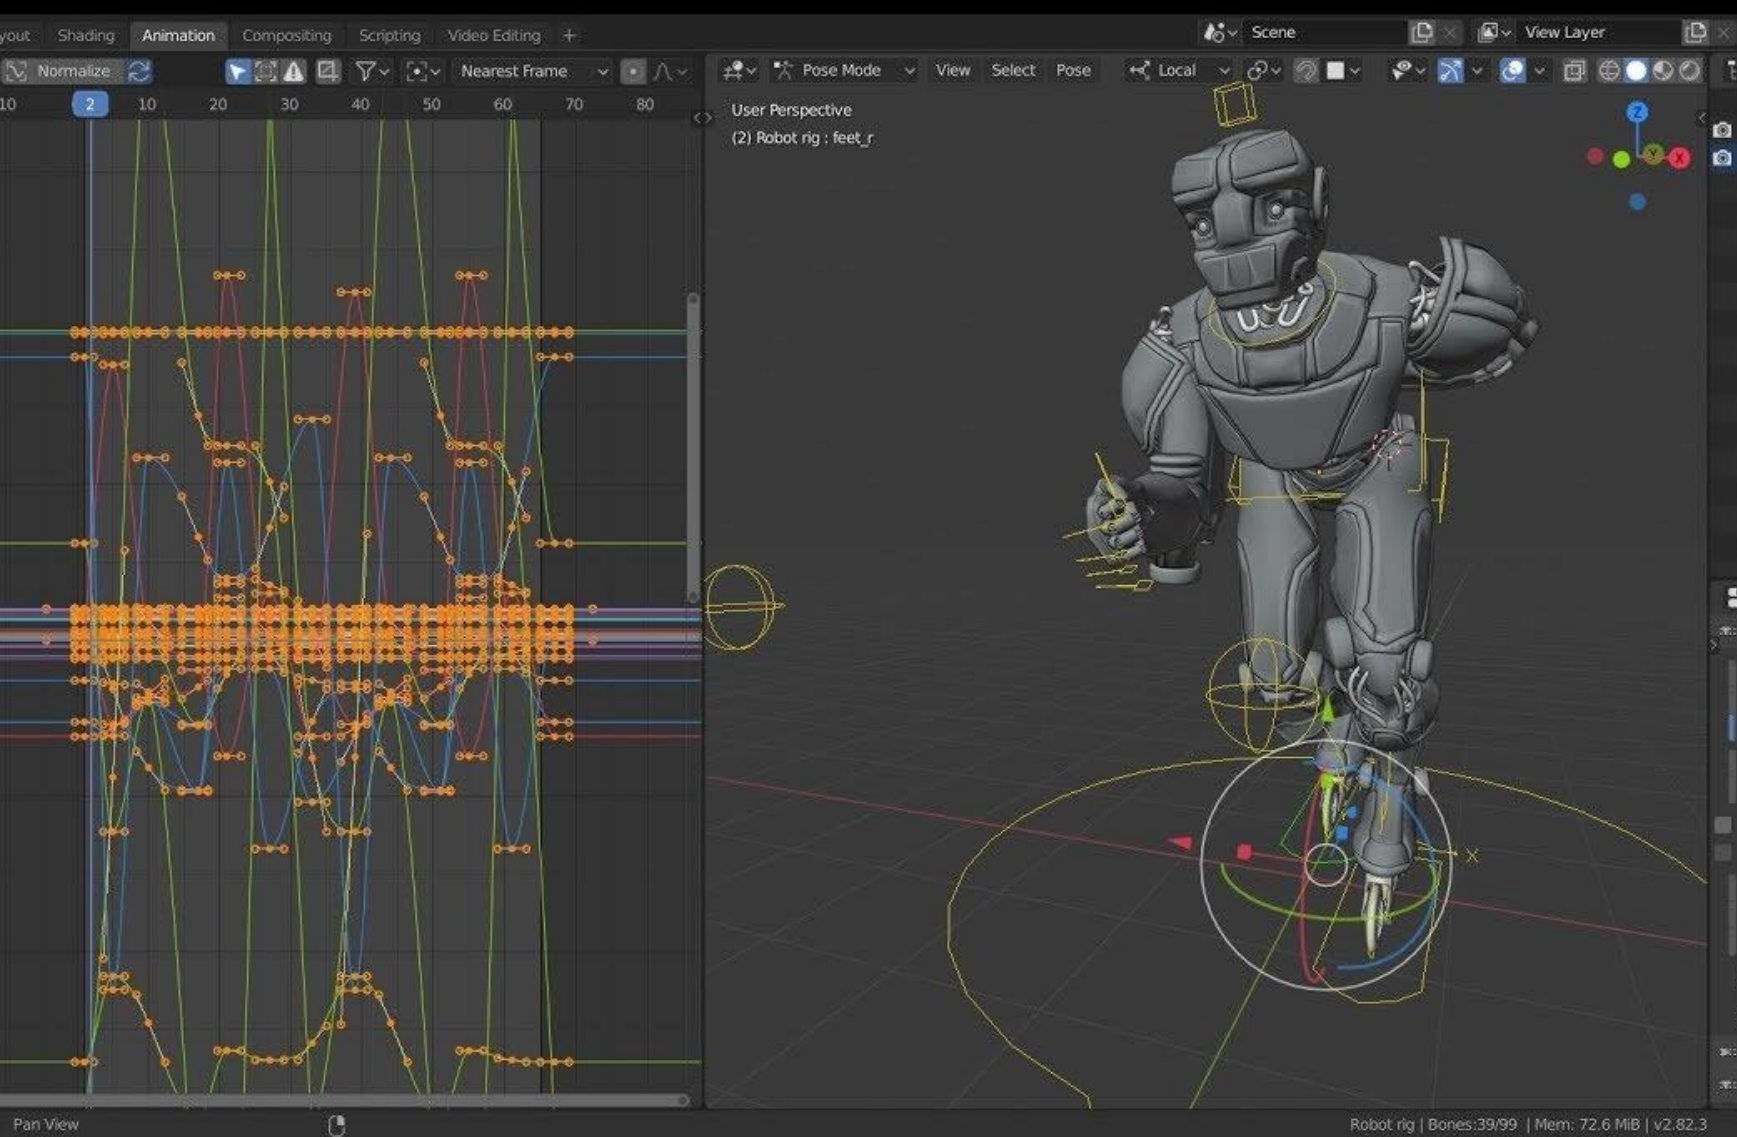 yout Shading Animation Compositing Scripting Video Editing +
Scene View Layer
Normalize Nearest Frame
Pose Mode View Select Pose Local
10 2 10 20 30 40 50 60 70 80
User Perspective
(2) Robot rig : feet_r
Z
Y X
X
Pan View
Robot rig | Bones:39/99 | Mem: 72.6 MiB | v2.82.3